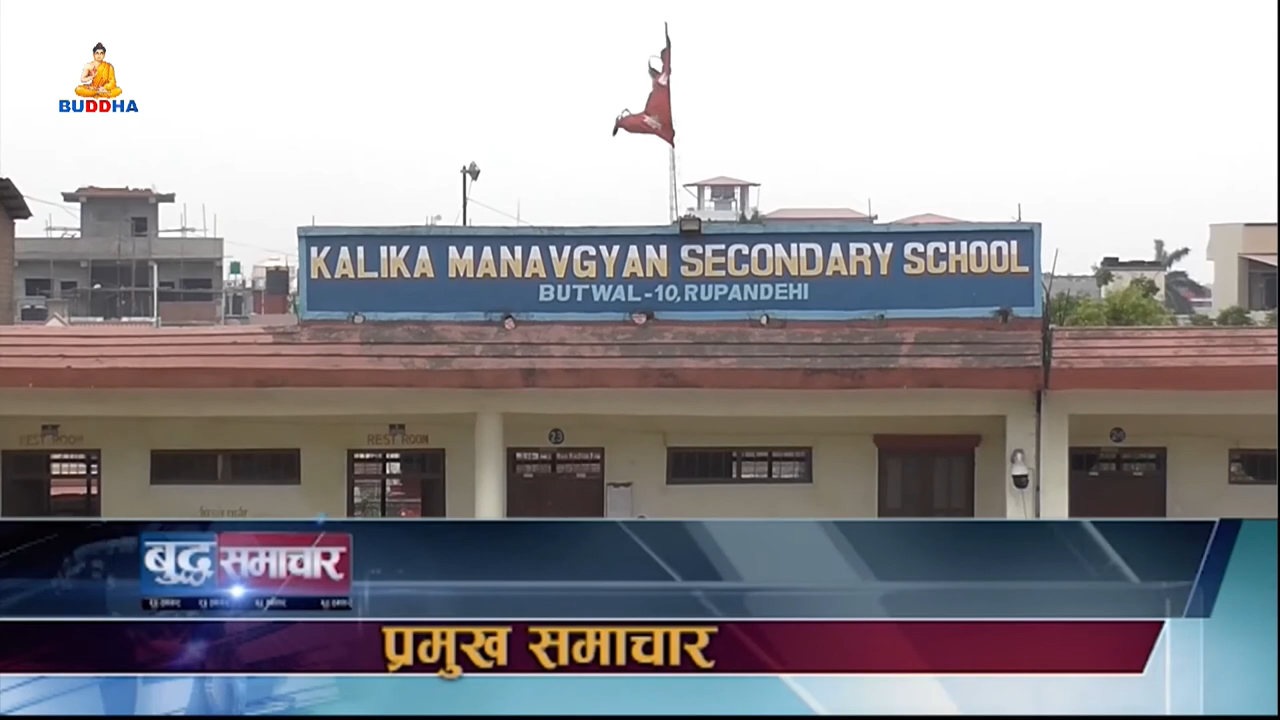 BUDDHA
KALIKA MANAVGYAN SECONDARY SCHOOL
BUTWAL-10, RUPANDEHI
REST ROOM
REST ROOM
23
बुद्ध समाचार
प्रमुख समाचार